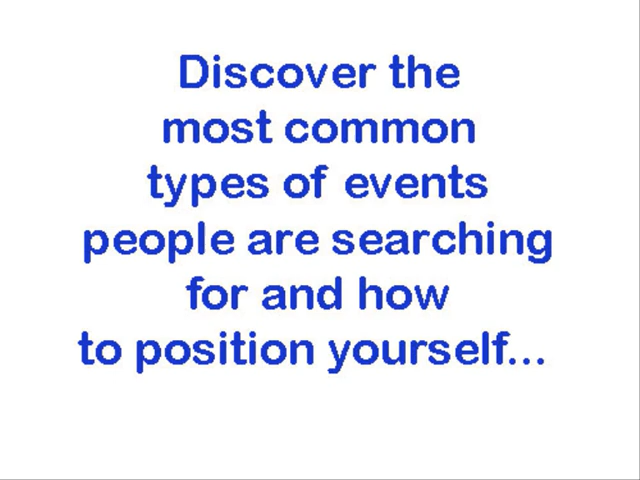 Discover the
most common
types of events
people are searching
for and how
to position yourself...